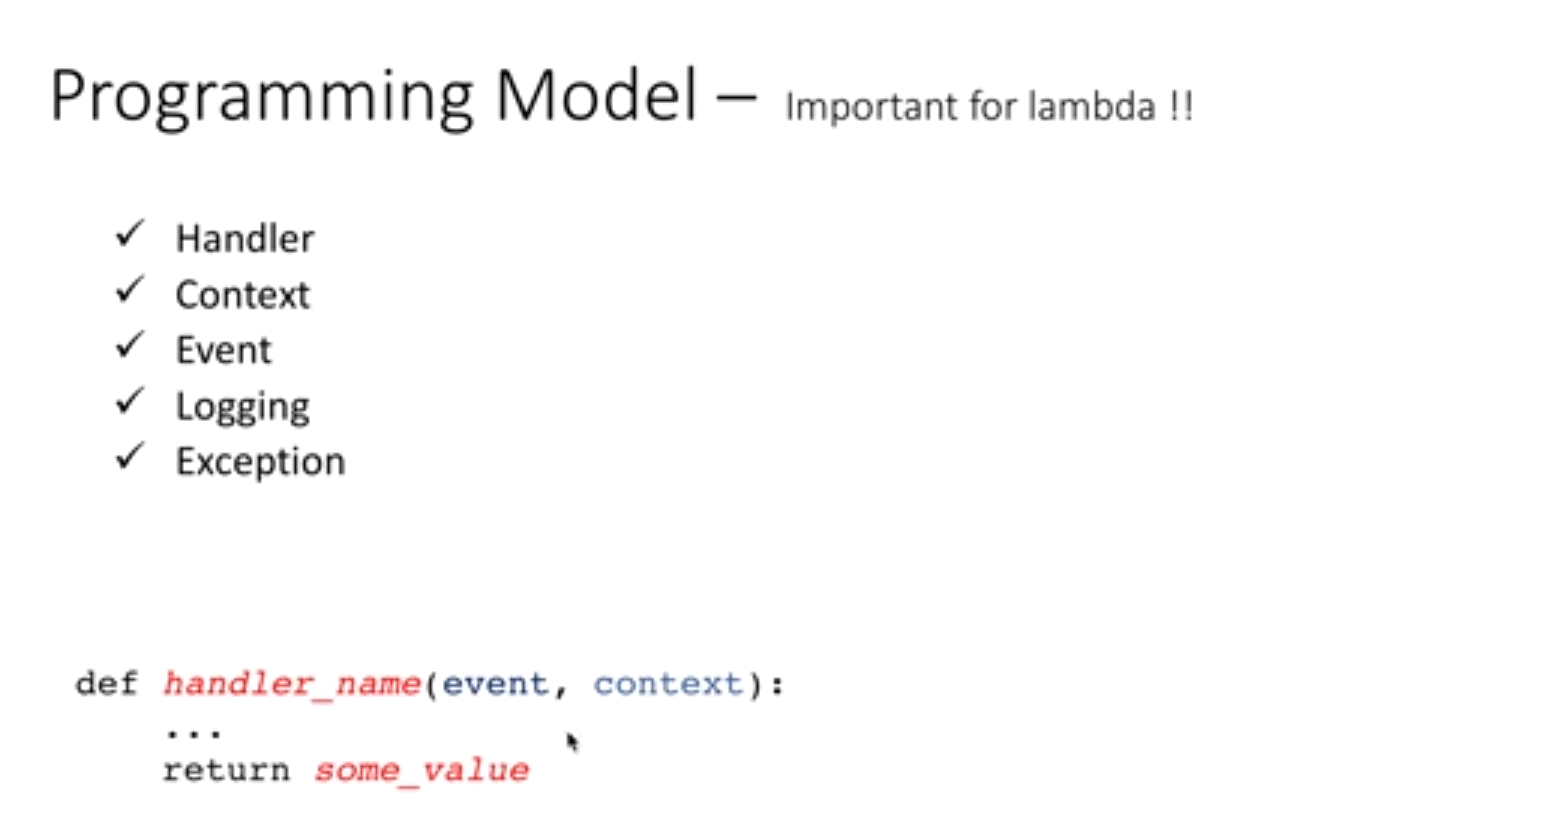 Programming Model – Important for lambda !!
✓ Handler
✓ Context
✓ Event
✓ Logging
✓ Exception
def handler_name(event, context):
    ...
    return some_value